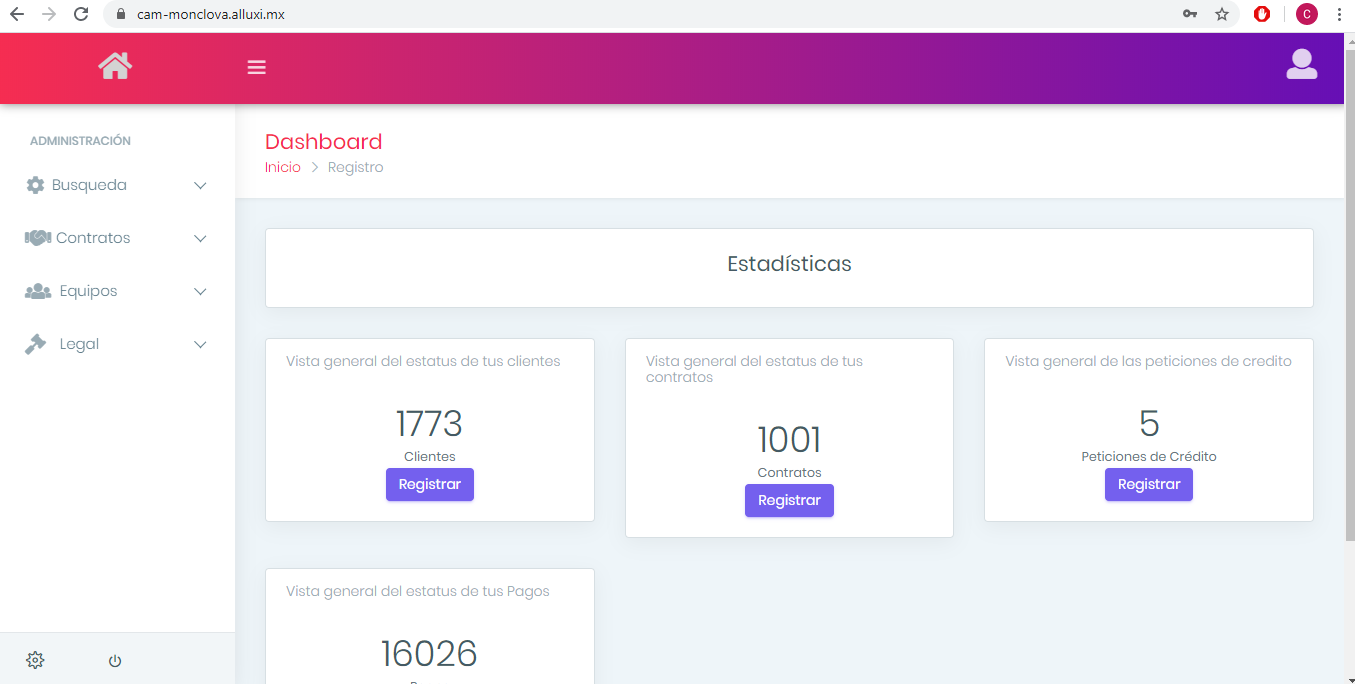 cam-monclova.alluxi.mx
C
ADMINISTRACIÓN
Busqueda
Contratos
Equipos
Legal
Dashboard
Inicio > Registro
Estadísticas
Vista general del estatus de tus clientes
1773
Clientes
Registrar
Vista general del estatus de tus
contratos
1001
Contratos
Registrar
Vista general de las peticiones de credito
5
Peticiones de Crédito
Registrar
Vista general del estatus de tus Pagos
16026